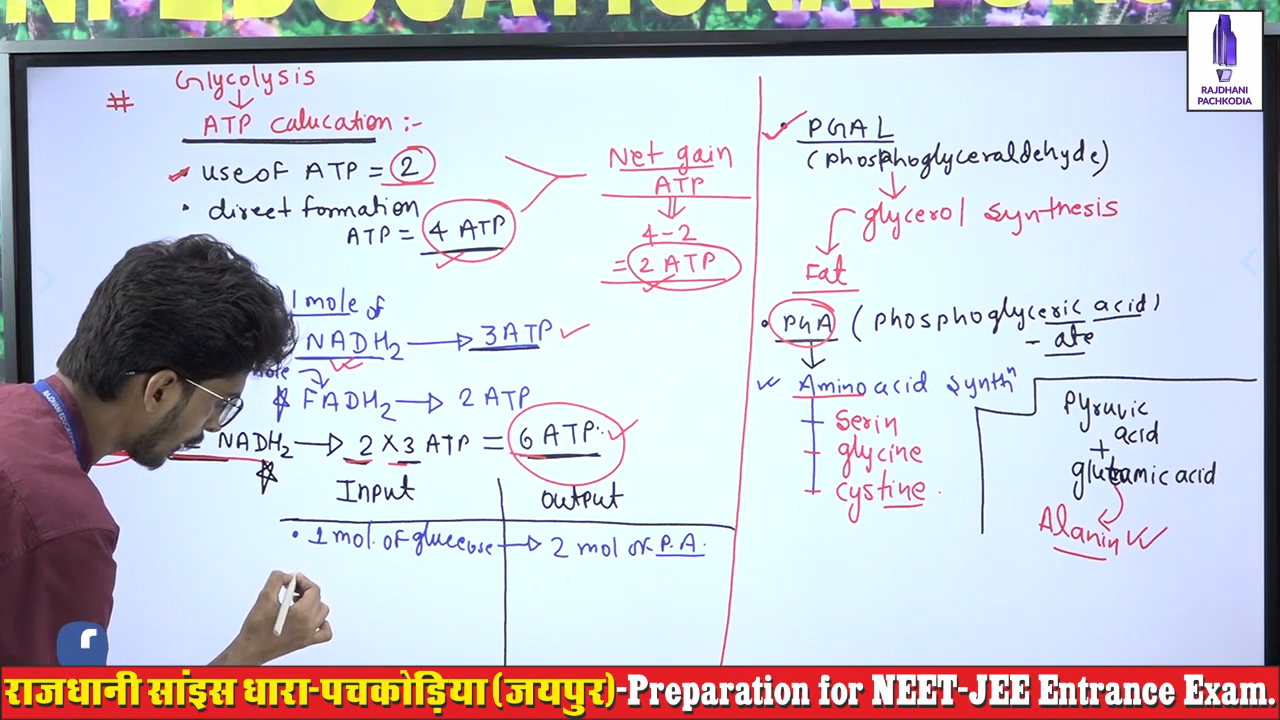 EDUCATIONAL
RAJDHANI
PACHKODIA
# Glycolysis
ATP calucation :-
• use of ATP = 2
• direct formation
ATP = 4 ATP
Net gain
ATP
4-2
= 2 ATP
1 mole of
NADH2 → 3 ATP
FADH2 → 2 ATP
NADH2 → 2 X 3 ATP = 6 ATP
Input
output
• 1 mol. of glucose → 2 mol of P.A.
• PGAL
(phosphoglyceraldehyde)
glycerol synthesis
Fat
• PGA (phosphoglyceric acid)
- ate
Amino acid synthn
serin
glycine
cystine.
Pyruvic
acid
+
glutamic acid
Alanin
राजधानी सांइस धारा-पचकोड़िया (जयपुर)-Preparation for NEET-JEE Entrance Exam.